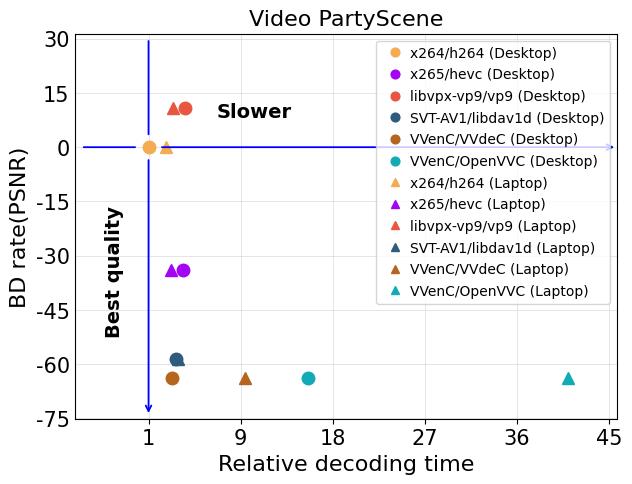 Video PartyScene
30
15
0
-15
-30
-45
-60
-75
BD rate(PSNR)
Best quality
Slower
x264/h264 (Desktop)
x265/hevc (Desktop)
libvpx-vp9/vp9 (Desktop)
SVT-AV1/libdav1d (Desktop)
VVenC/VVdeC (Desktop)
VVenC/OpenVVC (Desktop)
x264/h264 (Laptop)
x265/hevc (Laptop)
libvpx-vp9/vp9 (Laptop)
SVT-AV1/libdav1d (Laptop)
VVenC/VVdeC (Laptop)
VVenC/OpenVVC (Laptop)
1 9 18 27 36 45
Relative decoding time